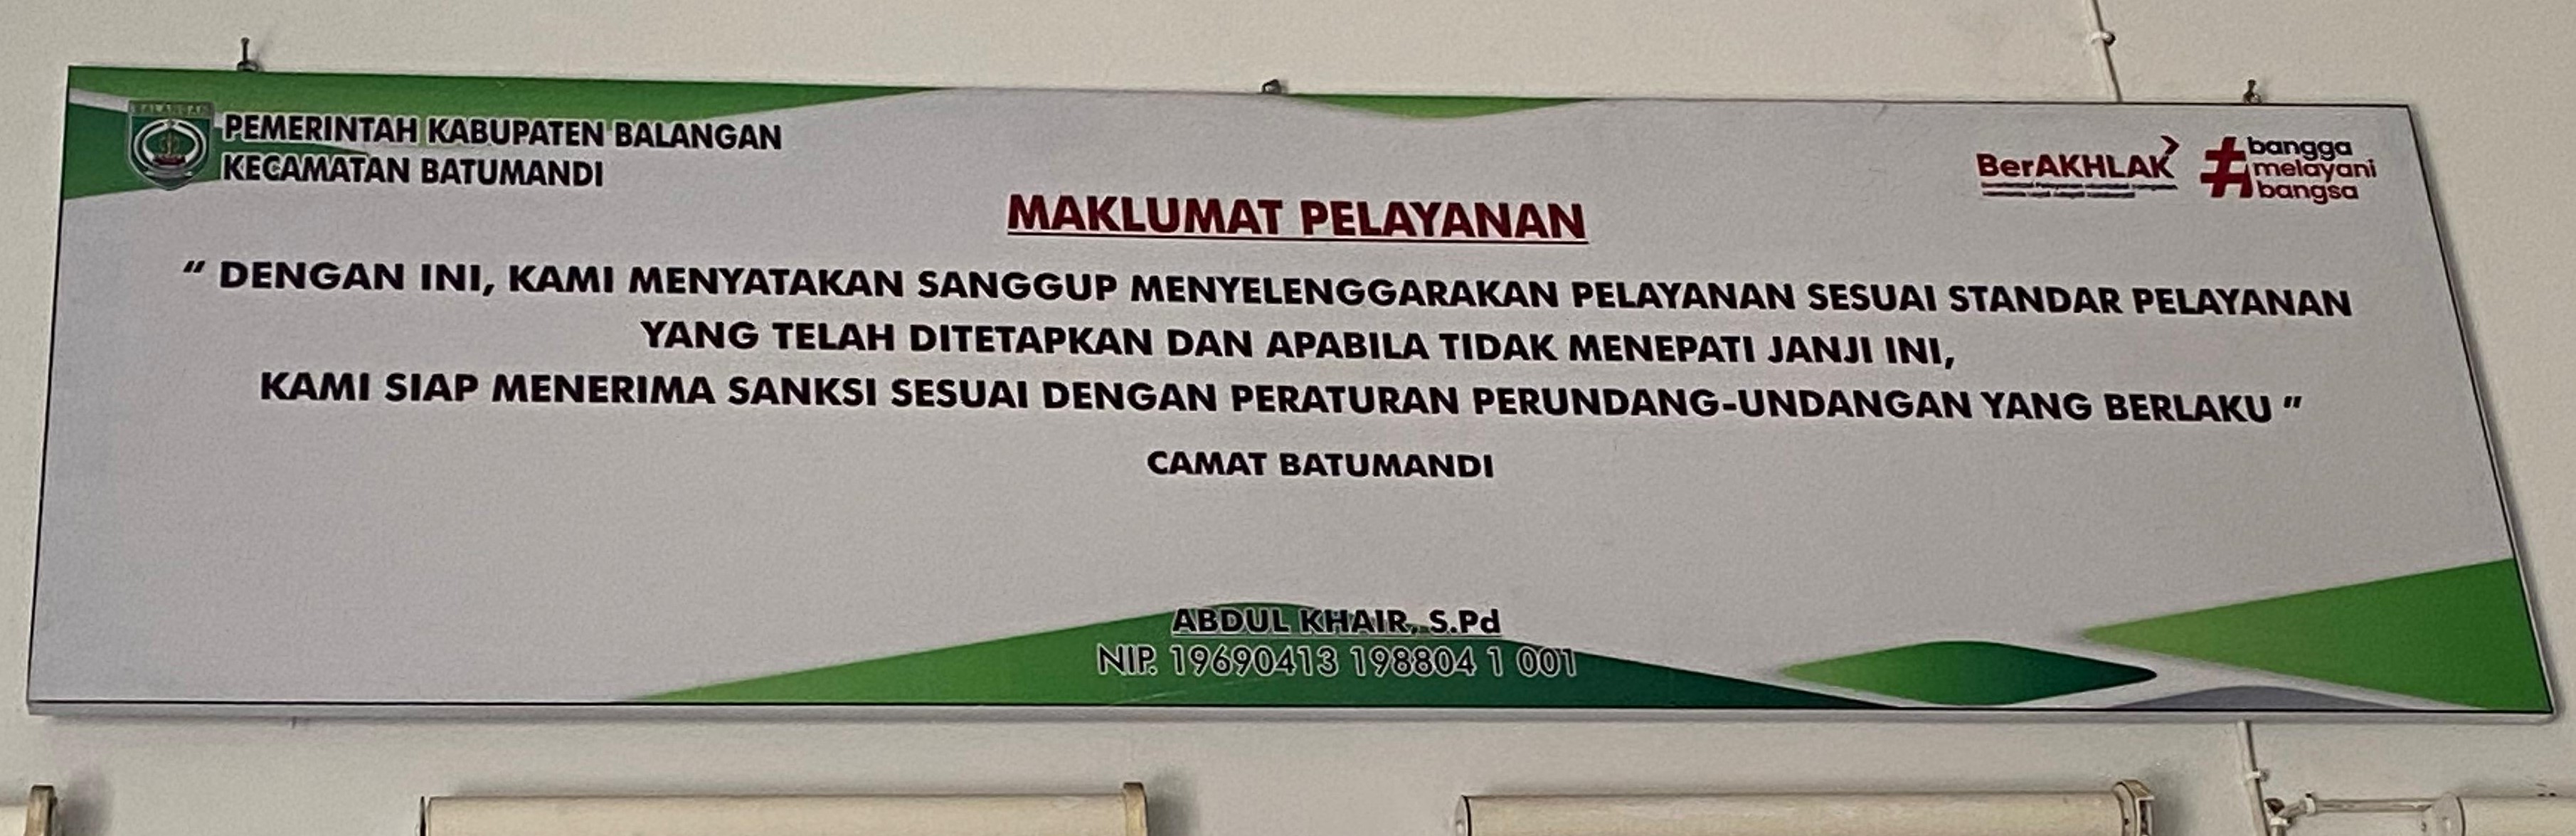 BALANGAN
PEMERINTAH KABUPATEN BALANGAN
KECAMATAN BATUMANDI
BerAKHLAK
#bangga
melayani
bangsa
MAKLUMAT PELAYANAN
“ DENGAN INI, KAMI MENYATAKAN SANGGUP MENYELENGGARAKAN PELAYANAN SESUAI STANDAR PELAYANAN
YANG TELAH DITETAPKAN DAN APABILA TIDAK MENEPATI JANJI INI,
KAMI SIAP MENERIMA SANKSI SESUAI DENGAN PERATURAN PERUNDANG-UNDANGAN YANG BERLAKU ”
CAMAT BATUMANDI
ABDUL KHAIR, S.Pd
NIP. 19690413 198804 1 001